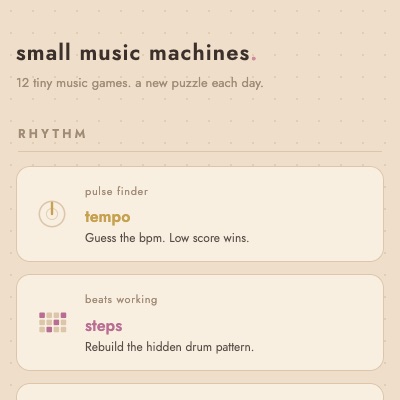 small music machines.
12 tiny music games. a new puzzle each day.
RHYTHM
pulse finder
tempo
Guess the bpm. Low score wins.
beats working
steps
Rebuild the hidden drum pattern.